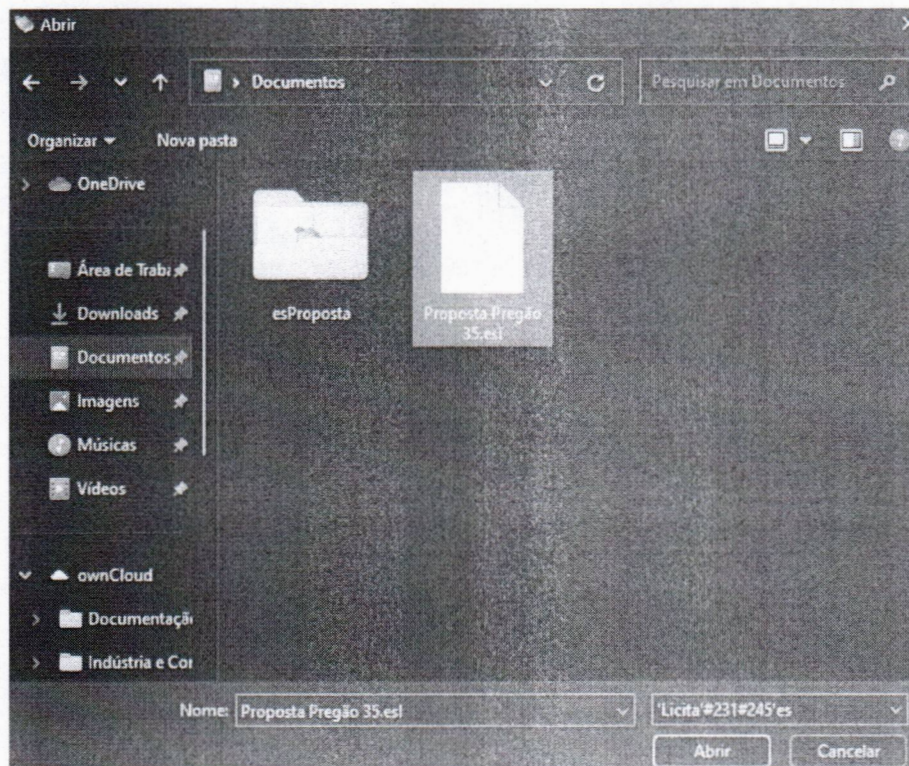 Abrir
Documentos
Pesquisar em Documentos
Organizar
Nova pasta
OneDrive
Área de Traba
Downloads
Documentos
Imagens
Músicas
Vídeos
ownCloud
Documentaçã
Indústria e Cor
esProposta
Proposta Pregão
35.esl
Nome:
Proposta Pregão 35.esl
'Licita'#231#245'es
Abrir
Cancelar